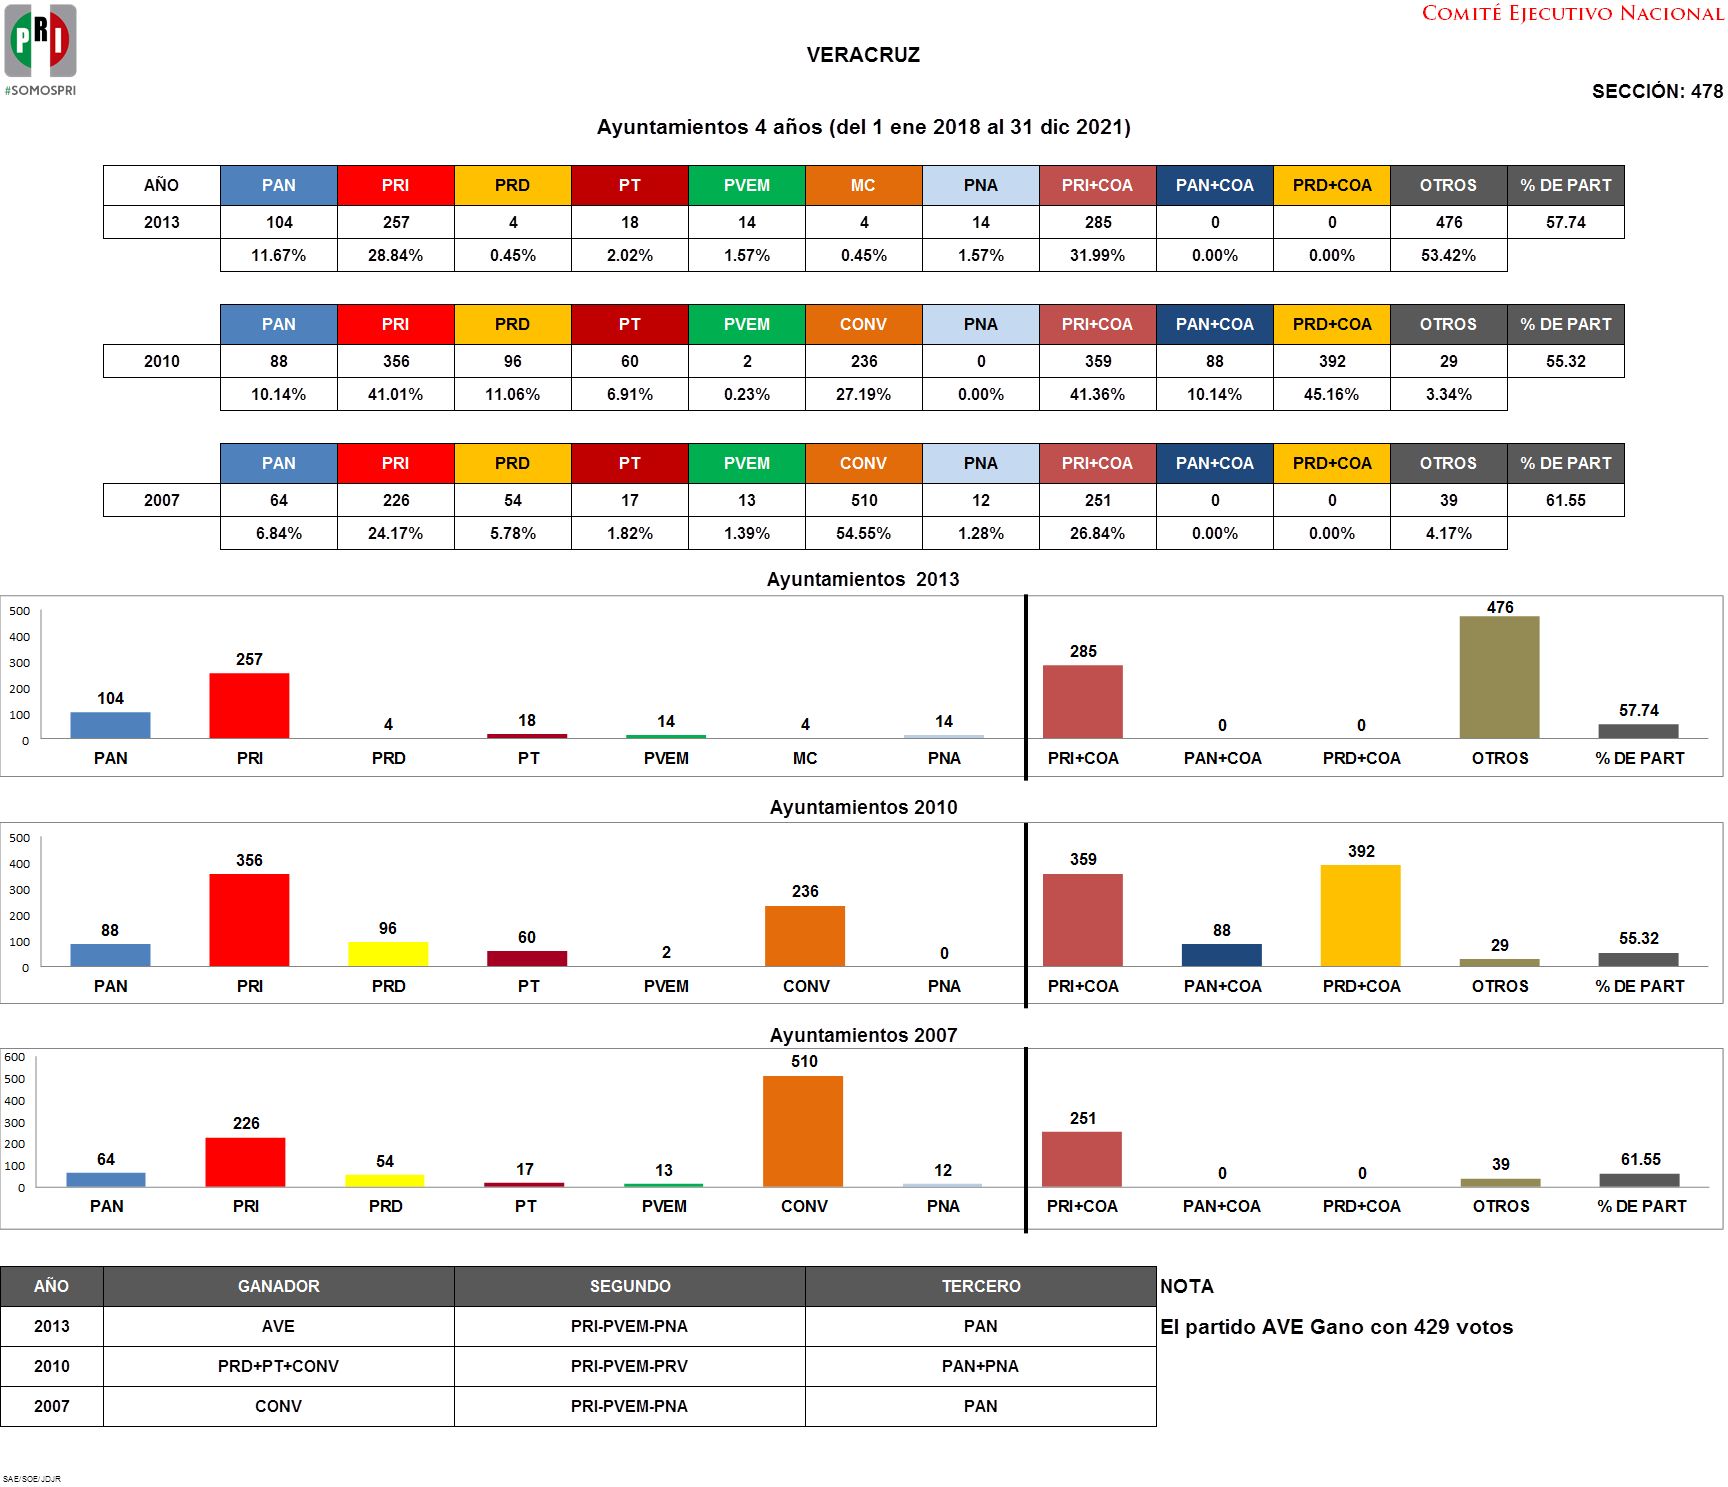 COMITÉ EJECUTIVO NACIONAL
PRI
#SOMOSPRI
VERACRUZ
SECCIÓN: 478
Ayuntamientos 4 años (del 1 ene 2018 al 31 dic 2021)
AÑO PAN PRI PRD PT PVEM MC PNA PRI+COA PAN+COA PRD+COA OTROS % DE PART
2013 104 257 4 18 14 4 14 285 0 0 476 57.74
11.67% 28.84% 0.45% 2.02% 1.57% 0.45% 1.57% 31.99% 0.00% 0.00% 53.42%
PAN PRI PRD PT PVEM CONV PNA PRI+COA PAN+COA PRD+COA OTROS % DE PART
2010 88 356 96 60 2 236 0 359 88 392 29 55.32
10.14% 41.01% 11.06% 6.91% 0.23% 27.19% 0.00% 41.36% 10.14% 45.16% 3.34%
PAN PRI PRD PT PVEM CONV PNA PRI+COA PAN+COA PRD+COA OTROS % DE PART
2007 64 226 54 17 13 510 12 251 0 0 39 61.55
6.84% 24.17% 5.78% 1.82% 1.39% 54.55% 1.28% 26.84% 0.00% 0.00% 4.17%
Ayuntamientos 2013
500
400
300
200
100
0
104 257 4 18 14 4 14 285 0 0 476 57.74
PAN PRI PRD PT PVEM MC PNA PRI+COA PAN+COA PRD+COA OTROS % DE PART
Ayuntamientos 2010
500
400
300
200
100
0
88 356 96 60 2 236 0 359 88 392 29 55.32
PAN PRI PRD PT PVEM CONV PNA PRI+COA PAN+COA PRD+COA OTROS % DE PART
Ayuntamientos 2007
600
500
400
300
200
100
0
64 226 54 17 13 510 12 251 0 0 39 61.55
PAN PRI PRD PT PVEM CONV PNA PRI+COA PAN+COA PRD+COA OTROS % DE PART
AÑO GANADOR SEGUNDO TERCERO NOTA
2013 AVE PRI-PVEM-PNA PAN El partido AVE Gano con 429 votos
2010 PRD+PT+CONV PRI-PVEM-PRV PAN+PNA
2007 CONV PRI-PVEM-PNA PAN
SAE/SOE/JDJR